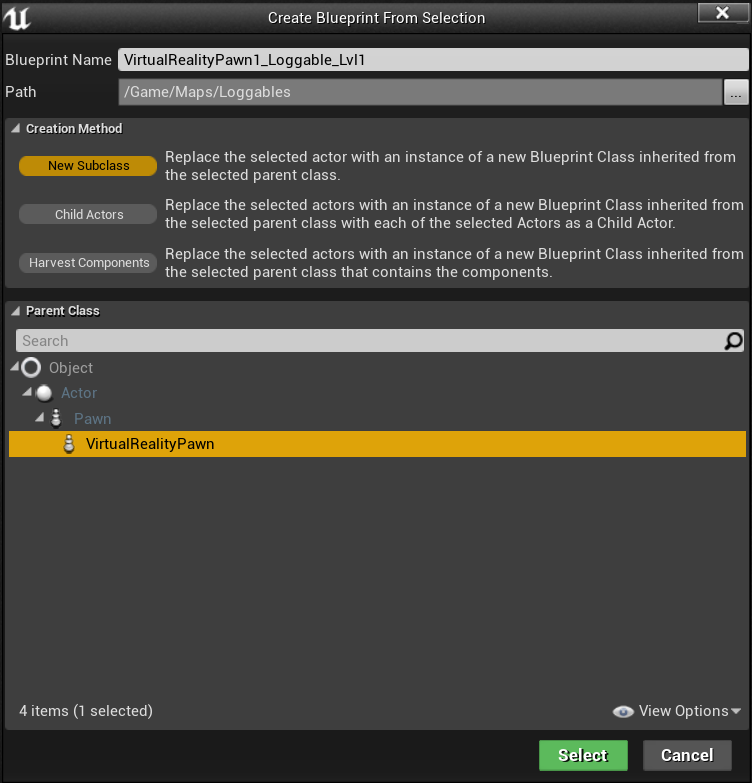 Create Blueprint From Selection
Blueprint Name VirtualRealityPawn1_Loggable_Lvl1
Path /Game/Maps/Loggables ...
Creation Method
New Subclass Replace the selected actor with an instance of a new Blueprint Class inherited from
the selected parent class.
Child Actors Replace the selected actors with an instance of a new Blueprint Class inherited from
the selected parent class with each of the selected Actors as a Child Actor.
Harvest Components Replace the selected actors with an instance of a new Blueprint Class inherited from
the selected parent class that contains the components.
Parent Class
Search
Object
Actor
Pawn
VirtualRealityPawn
4 items (1 selected) View Options
Select Cancel